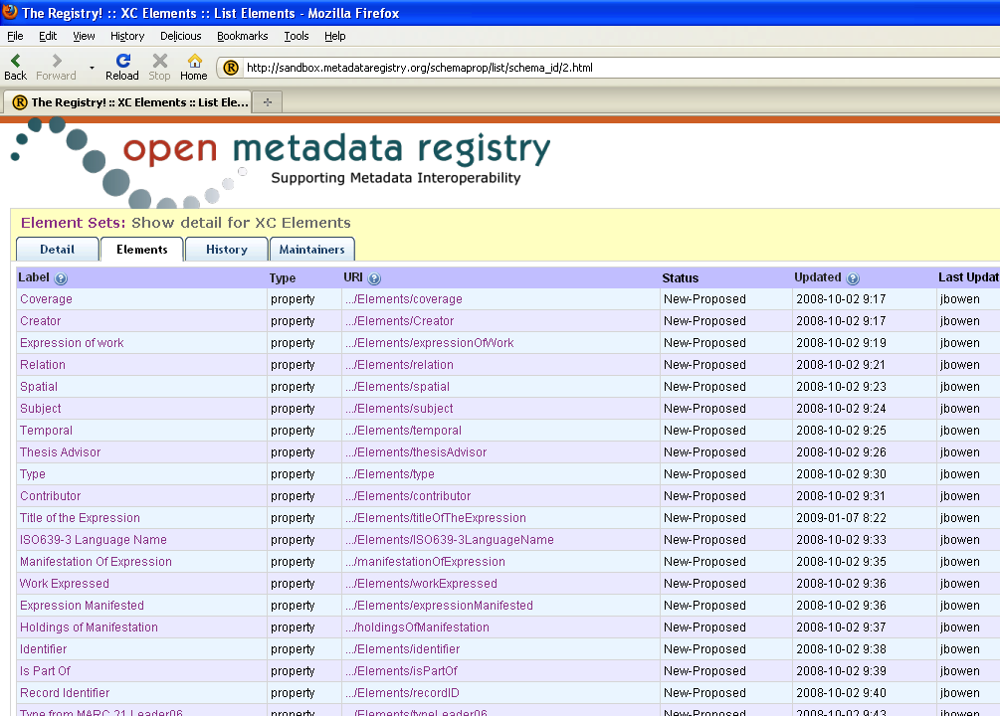 The Registry! :: XC Elements :: List Elements - Mozilla Firefox
File Edit View History Delicious Bookmarks Tools Help
Back Forward Reload Stop Home R http://sandbox.metadataregistry.org/schemaprop/list/schema_id/2.html
R The Registry! :: XC Elements :: List Ele...
open metadata registry
Supporting Metadata Interoperability
Element Sets: Show detail for XC Elements
Detail Elements History Maintainers
Label Type URI Status Updated Last Updat
Coverage property .../Elements/coverage New-Proposed 2008-10-02 9:17 jbowen
Creator property .../Elements/Creator New-Proposed 2008-10-02 9:17 jbowen
Expression of work property .../Elements/expressionOfWork New-Proposed 2008-10-02 9:19 jbowen
Relation property .../Elements/relation New-Proposed 2008-10-02 9:21 jbowen
Spatial property .../Elements/spatial New-Proposed 2008-10-02 9:23 jbowen
Subject property .../Elements/subject New-Proposed 2008-10-02 9:24 jbowen
Temporal property .../Elements/temporal New-Proposed 2008-10-02 9:25 jbowen
Thesis Advisor property .../Elements/thesisAdvisor New-Proposed 2008-10-02 9:26 jbowen
Type property .../Elements/type New-Proposed 2008-10-02 9:30 jbowen
Contributor property .../Elements/contributor New-Proposed 2008-10-02 9:31 jbowen
Title of the Expression property .../Elements/titleOfTheExpression New-Proposed 2009-01-07 8:22 jbowen
ISO639-3 Language Name property .../Elements/ISO639-3LanguageName New-Proposed 2008-10-02 9:33 jbowen
Manifestation Of Expression property .../manifestationOfExpression New-Proposed 2008-10-02 9:35 jbowen
Work Expressed property .../Elements/workExpressed New-Proposed 2008-10-02 9:36 jbowen
Expression Manifested property .../Elements/expressionManifested New-Proposed 2008-10-02 9:36 jbowen
Holdings of Manifestation property .../holdingsOfManifestation New-Proposed 2008-10-02 9:37 jbowen
Identifier property .../Elements/identifier New-Proposed 2008-10-02 9:38 jbowen
Is Part Of property .../Elements/isPartOf New-Proposed 2008-10-02 9:39 jbowen
Record Identifier property .../Elements/recordID New-Proposed 2008-10-02 9:40 jbowen
Type from MARC 21 Leader06 property .../Elements/typeLeader06 New-Proposed 2008-10-02 9:43 jbowen